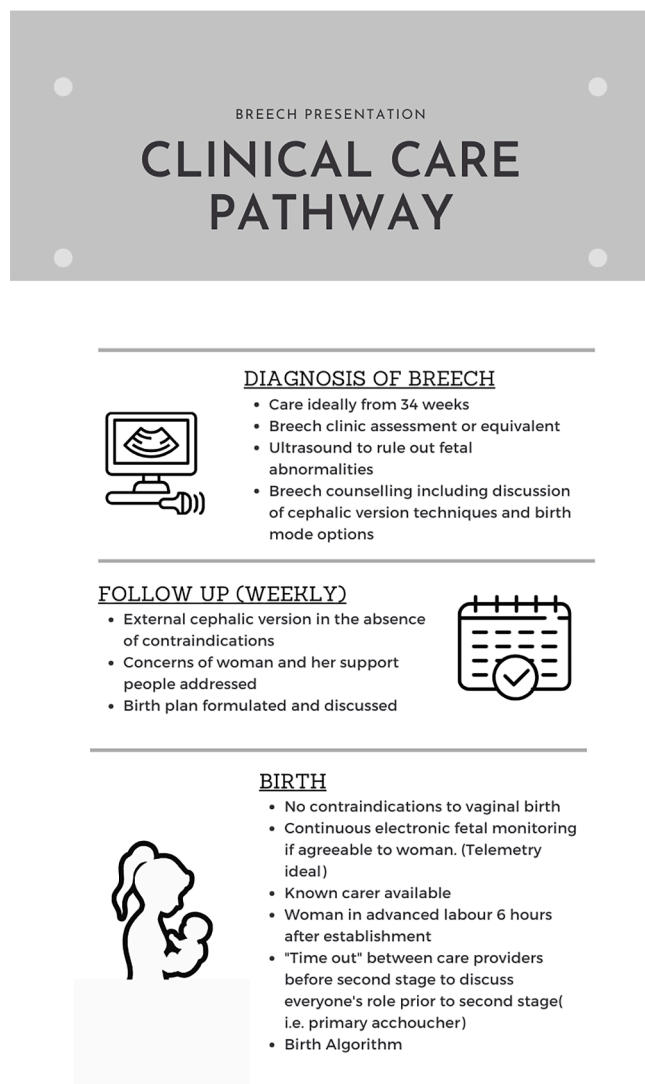 BREECH PRESENTATION
CLINICAL CARE
PATHWAY
DIAGNOSIS OF BREECH
• Care ideally from 34 weeks
• Breech clinic assessment or equivalent
• Ultrasound to rule out fetal
abnormalities
• Breech counselling including discussion
of cephalic version techniques and birth
mode options
FOLLOW UP (WEEKLY)
• External cephalic version in the absence
of contraindications
• Concerns of woman and her support
people addressed
• Birth plan formulated and discussed
BIRTH
• No contraindications to vaginal birth
• Continuous electronic fetal monitoring
if agreeable to woman. (Telemetry
ideal)
• Known carer available
• Woman in advanced labour 6 hours
after establishment
• "Time out" between care providers
before second stage to discuss
everyone's role prior to second stage(
i.e. primary acchoucher)
• Birth Algorithm